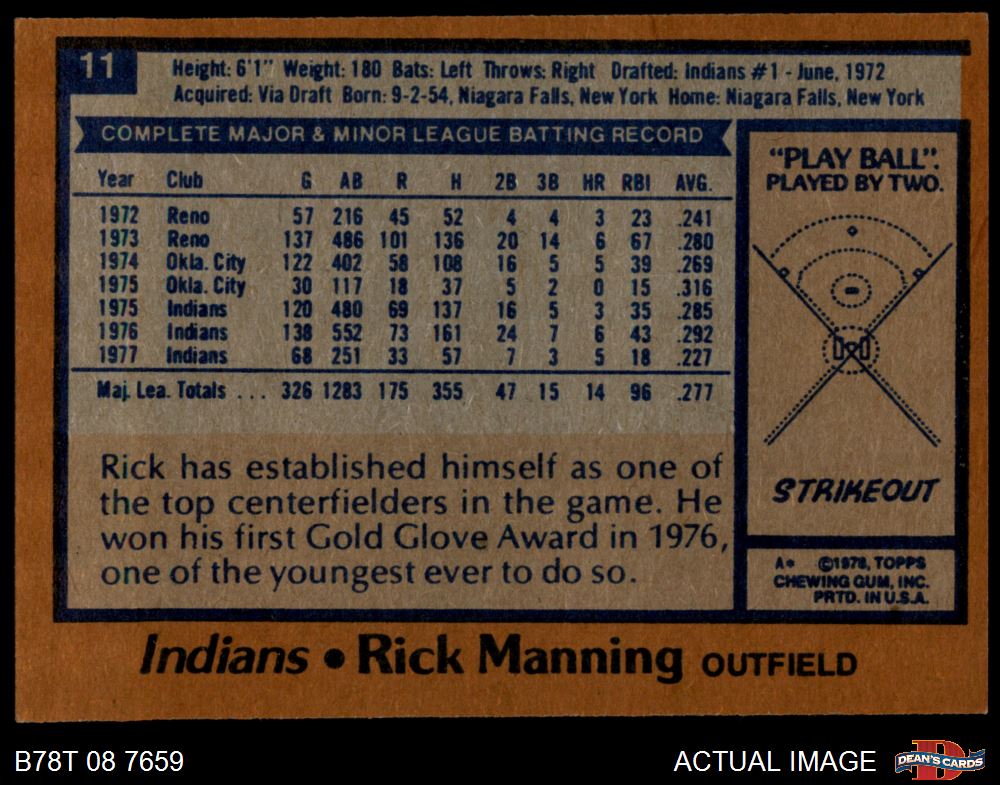 11
Height: 6'1" Weight: 180 Bats: Left Throws: Right Drafted: Indians #1 - June, 1972
Acquired: Via Draft Born: 9-2-54, Niagara Falls, New York Home: Niagara Falls, New York
COMPLETE MAJOR & MINOR LEAGUE BATTING RECORD
Year Club G AB R H 2B 3B HR RBI AVG.
1972 Reno 57 216 45 52 4 4 3 23 .241
1973 Reno 137 486 101 136 20 14 6 67 .280
1974 Okla. City 122 402 58 108 16 5 5 39 .269
1975 Okla. City 30 117 18 37 5 2 0 15 .316
1975 Indians 120 480 69 137 16 5 3 35 .285
1976 Indians 138 552 73 161 24 7 6 43 .292
1977 Indians 68 251 33 57 7 3 5 18 .227
Maj. Lea. Totals . . . 326 1283 175 355 47 15 14 96 .277
Rick has established himself as one of
the top centerfielders in the game. He
won his first Gold Glove Award in 1976,
one of the youngest ever to do so.
"PLAY BALL".
PLAYED BY TWO.
STRIKEOUT
A* ©1978, TOPPS
CHEWING GUM, INC.
PRTD. IN U.S.A.
Indians • Rick Manning OUTFIELD
B78T 08 7659
ACTUAL IMAGE
D
DEAN'S CARDS